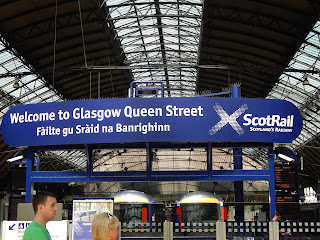 Welcome to Glasgow Queen Street
Fàilte gu Sràid na Banrighinn
ScotRail
Scotland's Railway